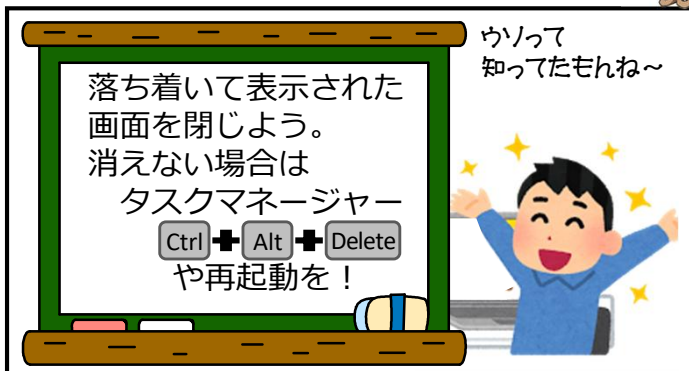 ウソって
知ってたもんね～
落ち着いて表示された
画面を閉じよう。
消えない場合は
タスクマネージャー
Ctrl + Alt + Delete
や再起動を！